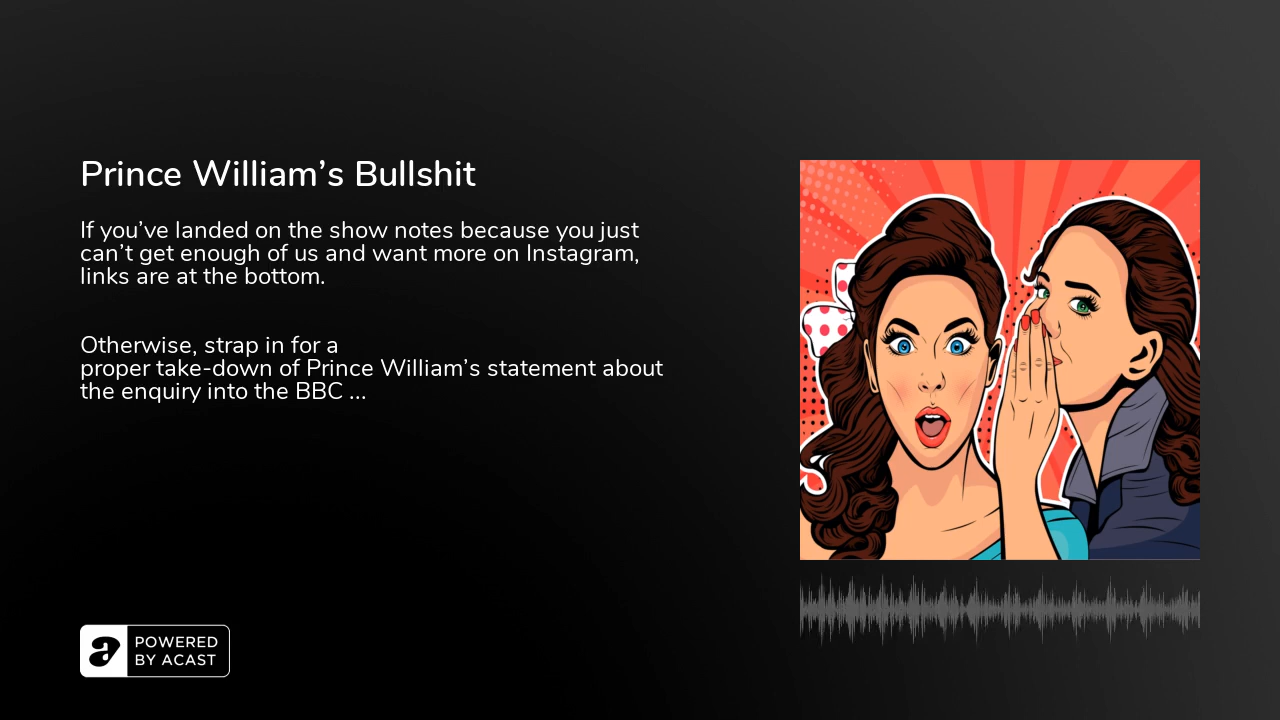 Prince William’s Bullshit
If you’ve landed on the show notes because you just
can’t get enough of us and want more on Instagram,
links are at the bottom.
Otherwise, strap in for a
proper take-down of Prince William’s statement about
the enquiry into the BBC ...
a
POWERED
BY ACAST